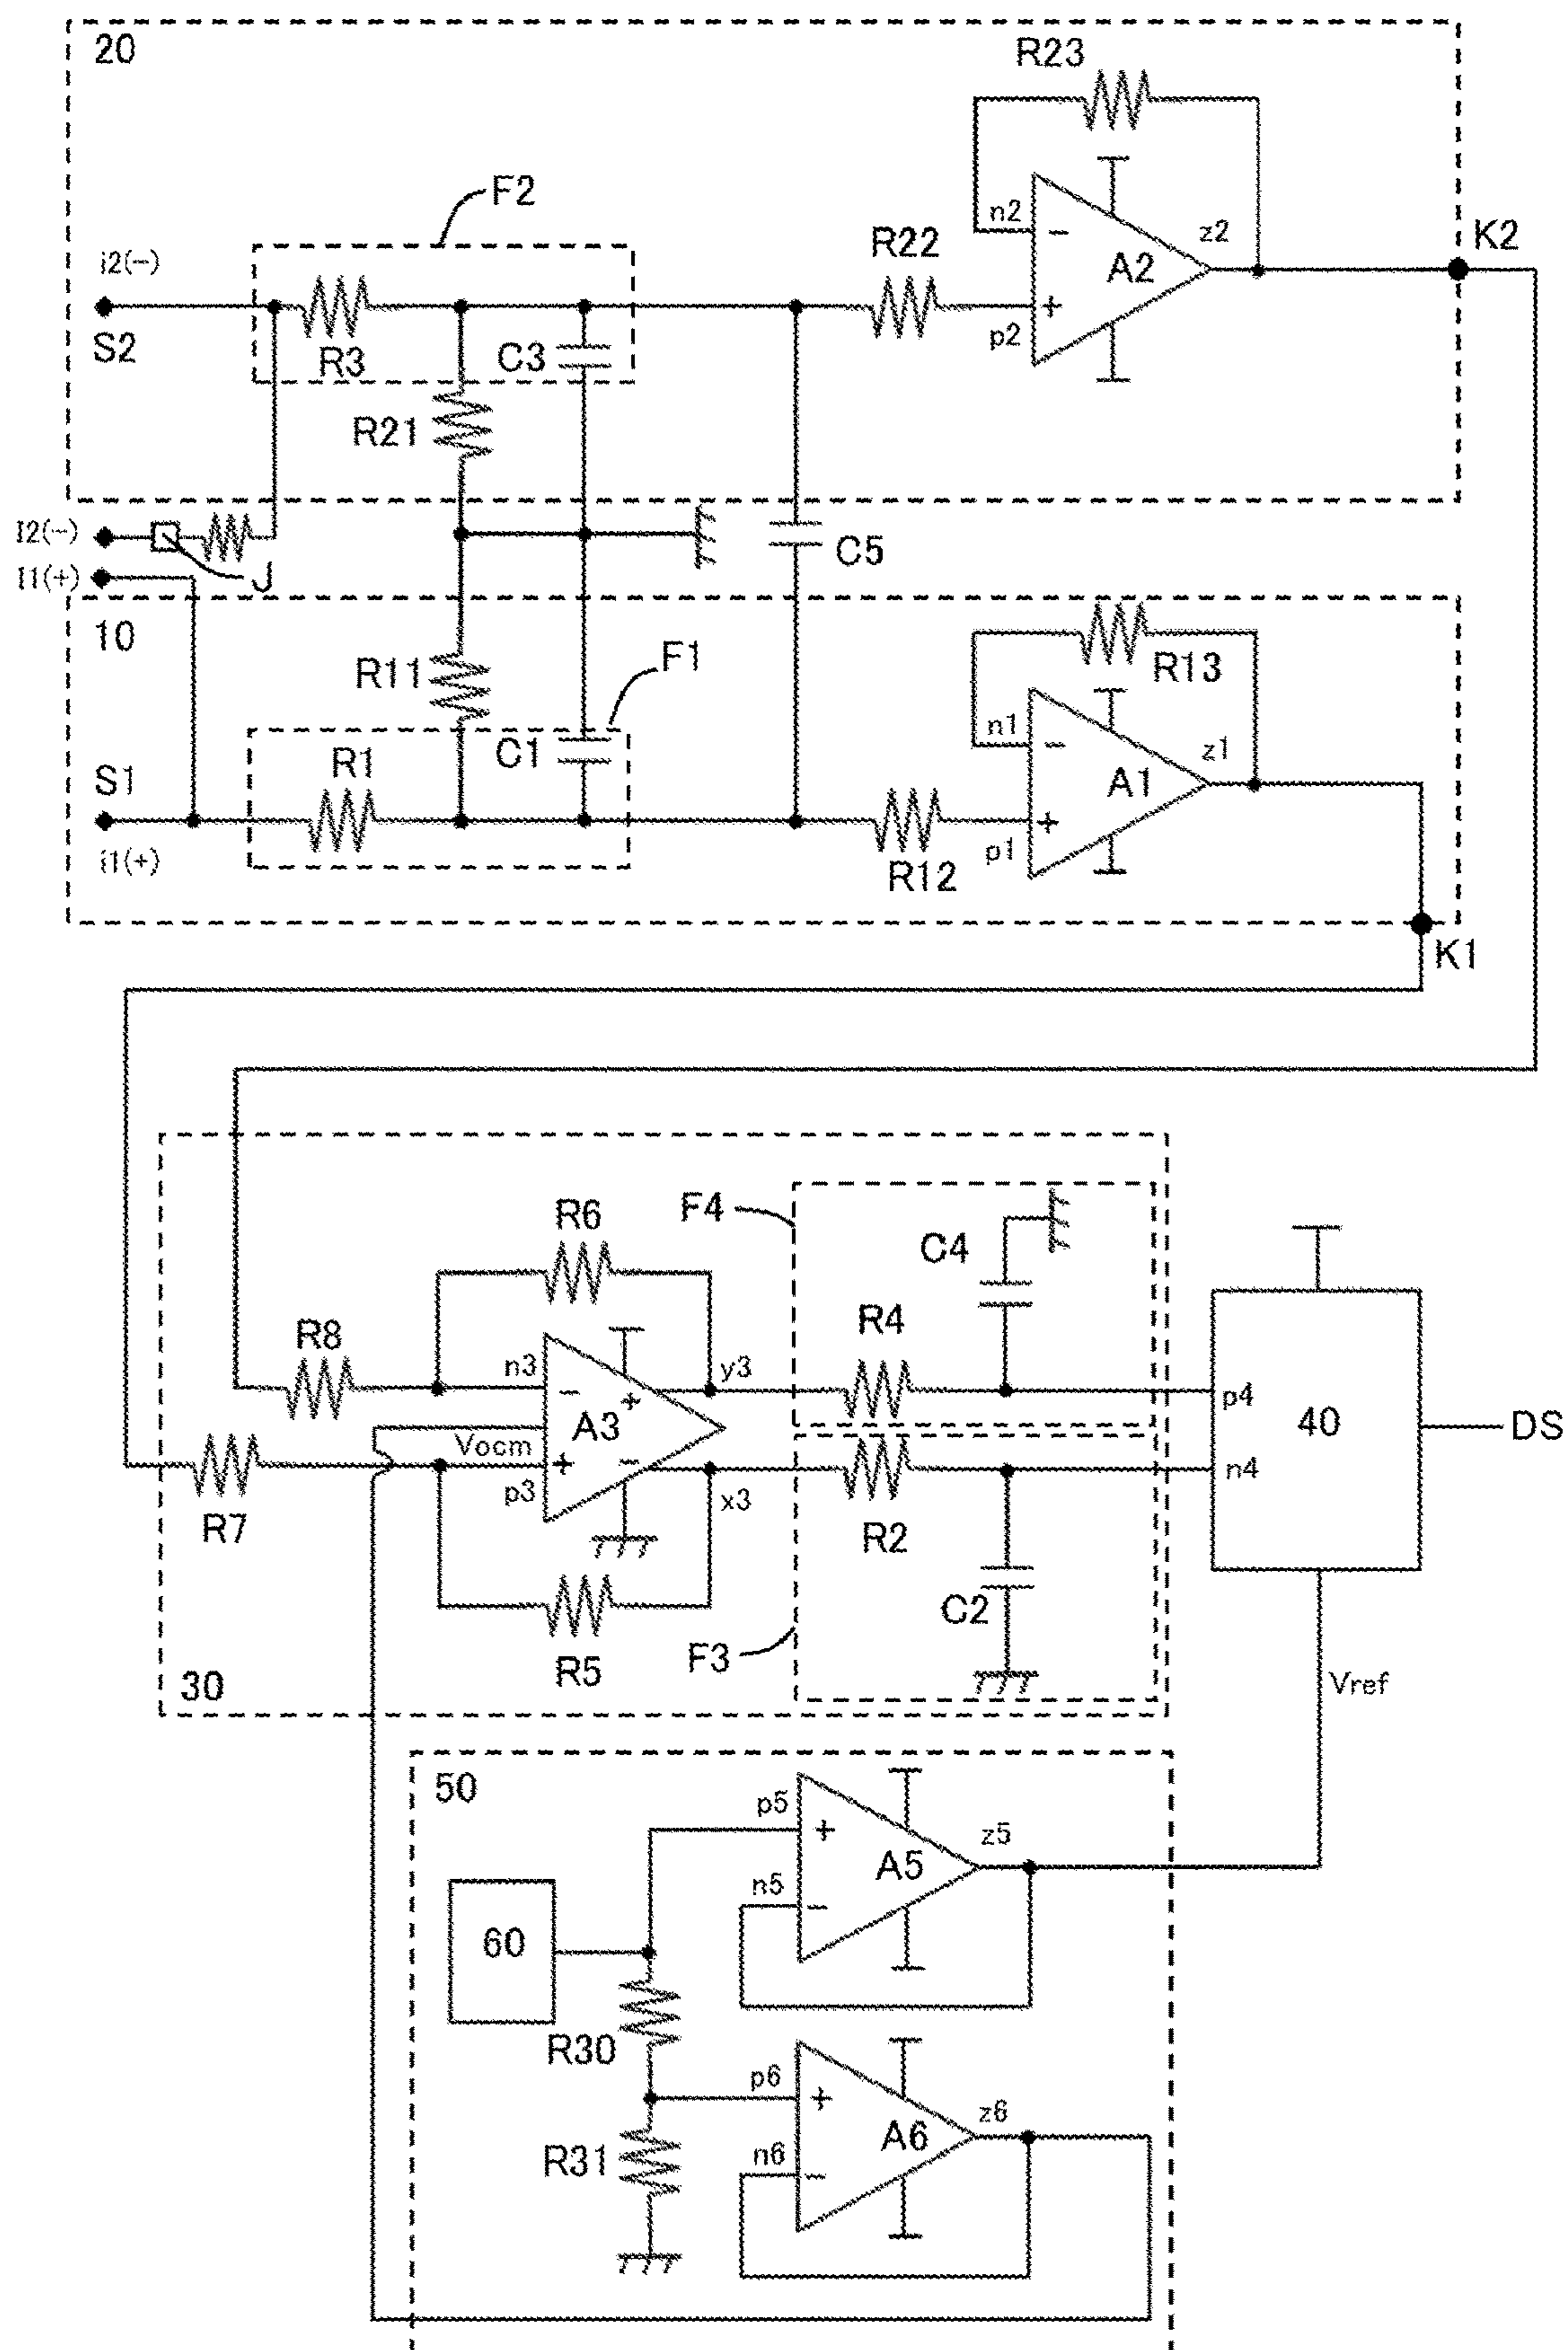 20
R23
F2
n2
−
z2
K2
R22
A2
i2(-)
S2
R3
C3
+
p2
R21
I2(-)
J
C5
I1(+)
10
F1
R13
R11
n1
−
z1
S1
R1
C1
A1
+
i1(+)
R12
p1
K1
F4
R6
C4
R8
R4
n3
y3
−
+
p4
A3
40
DS
Vocm
+
−
n4
p3
x3
R7
R2
C2
R5
F3
30
Vref
50
p5
+
z5
A5
n5
−
60
R30
p6
+
z6
A6
R31
n6
−